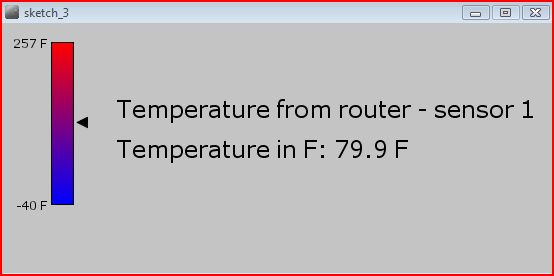 sketch_3
257 F
Temperature from router - sensor 1
Temperature in F: 79.9 F
-40 F